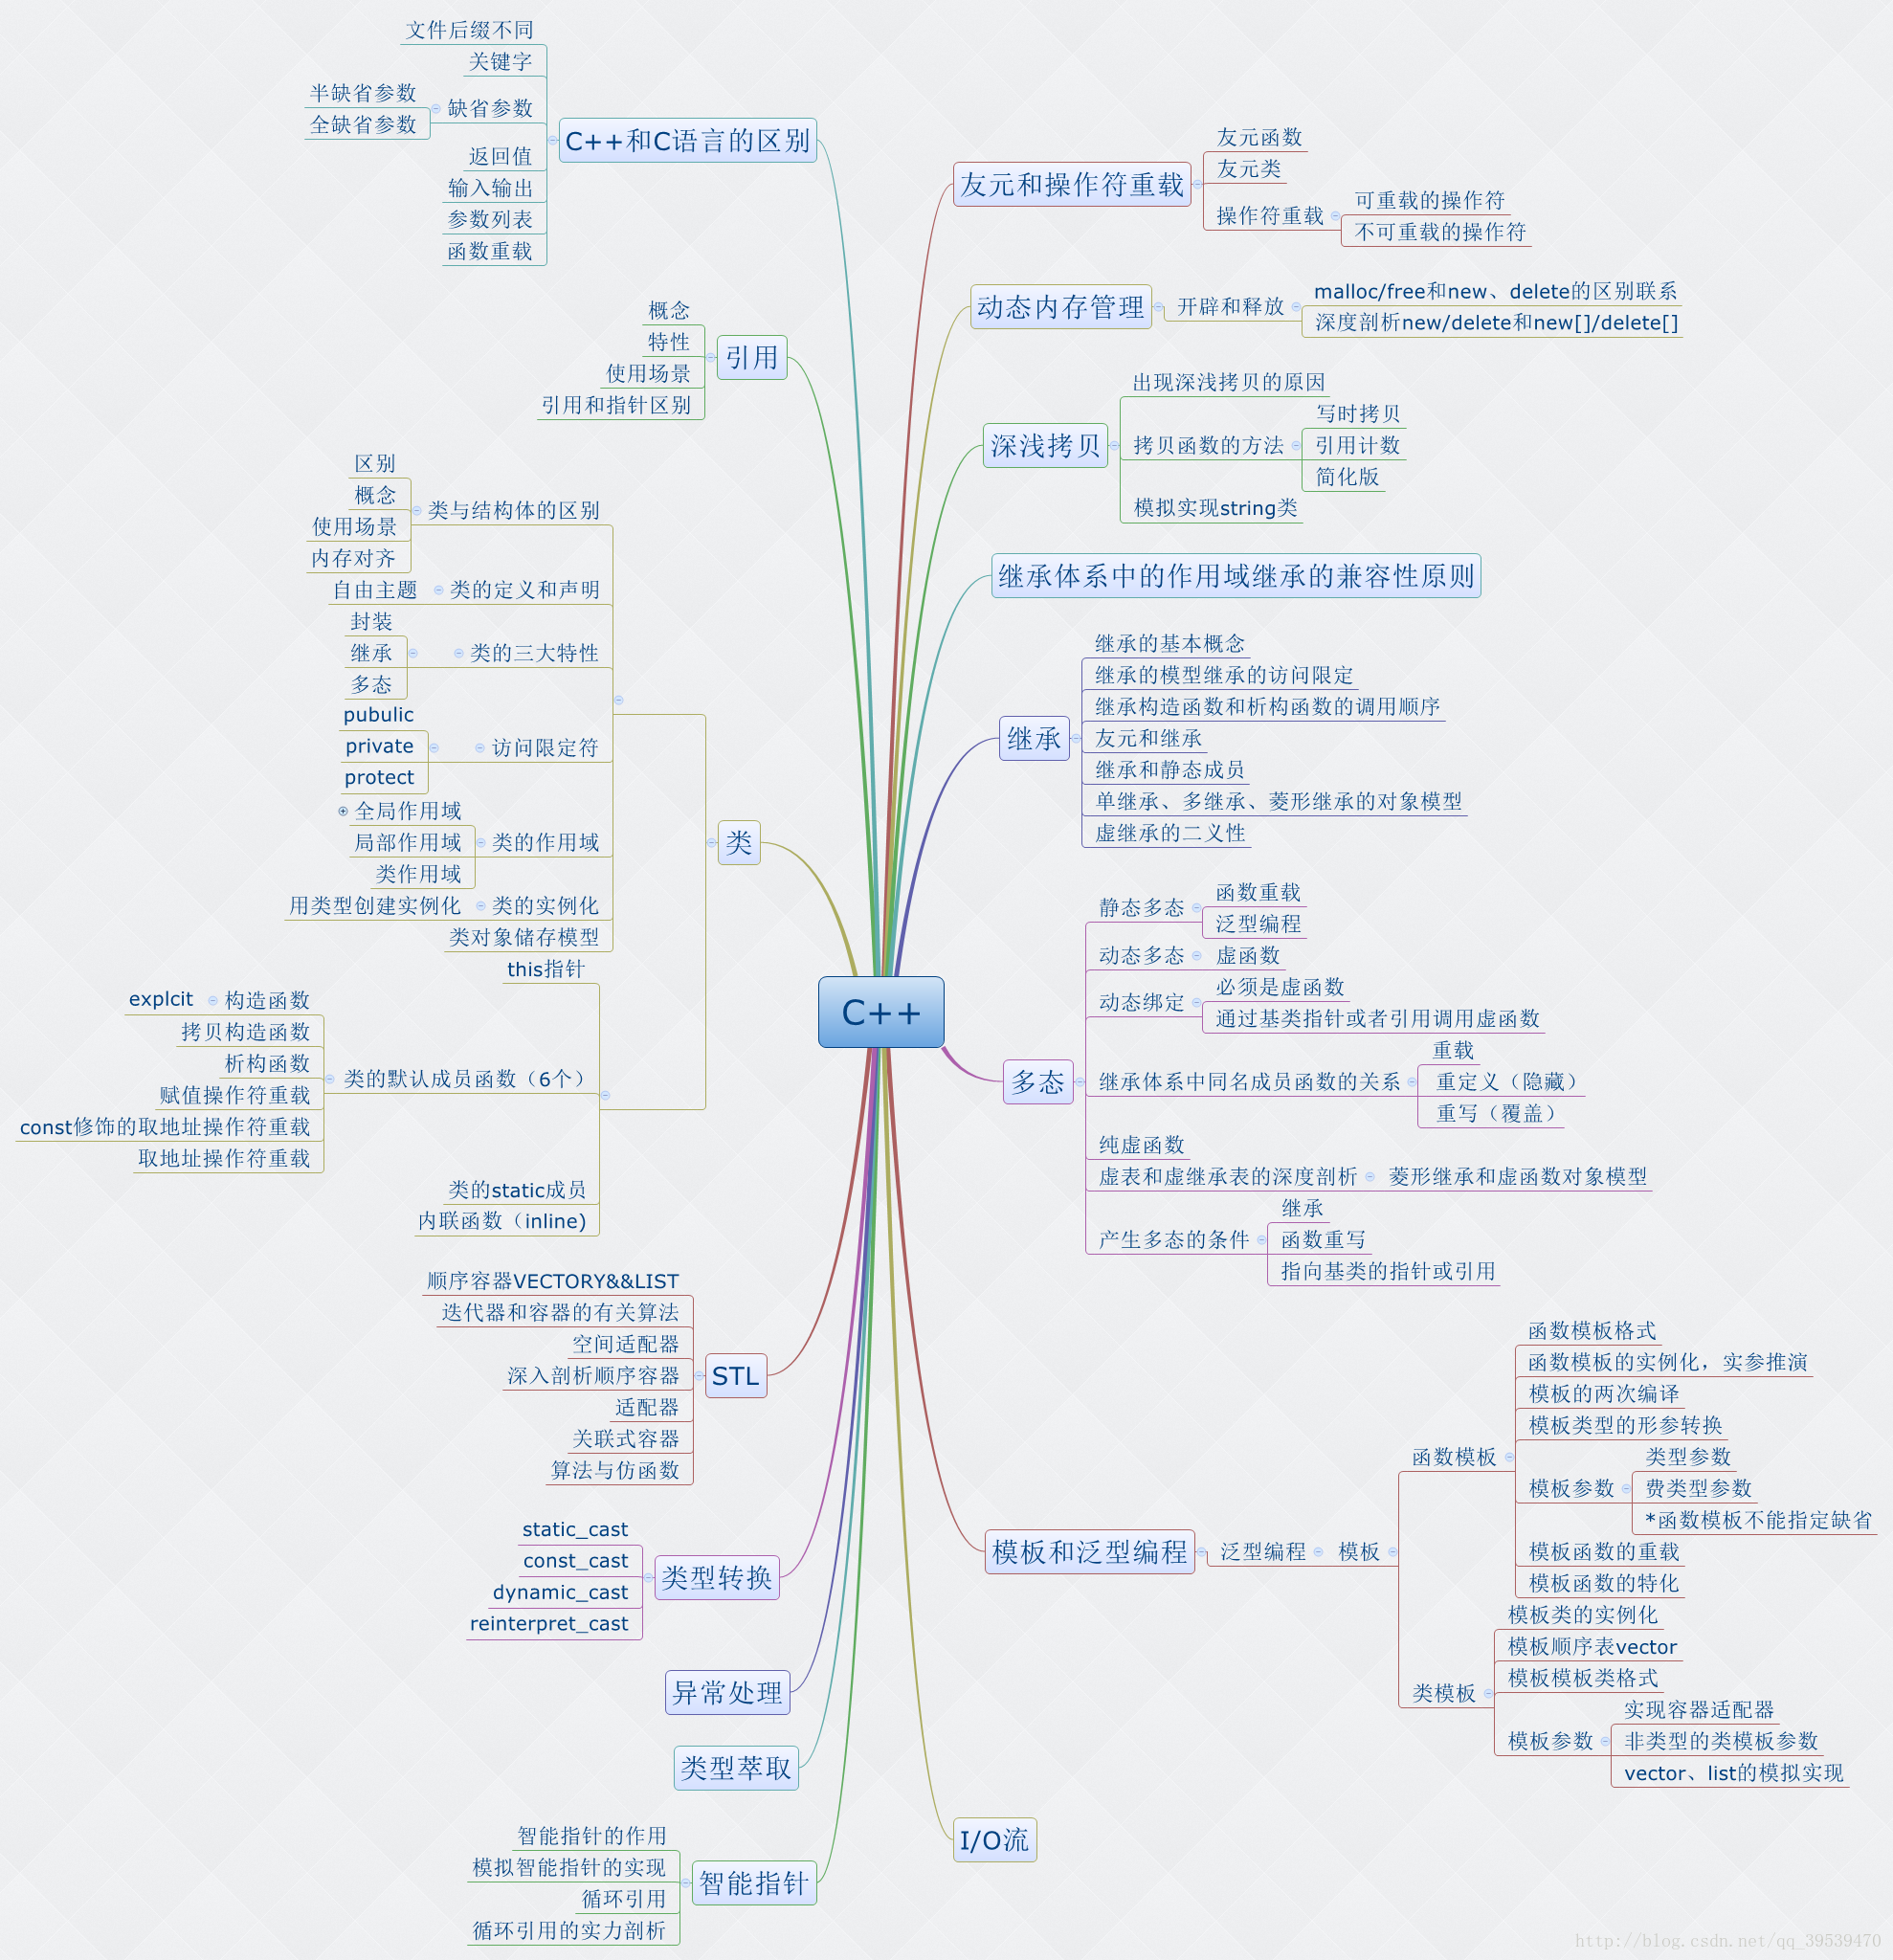 文件后缀不同
关键字
半缺省参数
全缺省参数
缺省参数
返回值
输入输出
参数列表
函数重载
C++和C语言的区别
概念
特性
使用场景
引用和指针区别
引用
区别
概念
使用场景
内存对齐
类与结构体的区别
自由主题
类的定义和声明
封装
继承
多态
类的三大特性
pubulic
private
protect
访问限定符
全局作用域
局部作用域
类作用域
类的作用域
用类型创建实例化
类的实例化
类对象储存模型
类
this指针
explcit
构造函数
拷贝构造函数
析构函数
赋值操作符重载
const修饰的取地址操作符重载
取地址操作符重载
类的默认成员函数（6个）
类的static成员
内联函数（inline)
顺序容器VECTORY&&LIST
迭代器和容器的有关算法
空间适配器
深入剖析顺序容器
适配器
关联式容器
算法与仿函数
STL
static_cast
const_cast
dynamic_cast
reinterpret_cast
类型转换
异常处理
类型萃取
智能指针的作用
模拟智能指针的实现
循环引用
循环引用的实力剖析
智能指针
C++
友元和操作符重载
友元函数
友元类
操作符重载
可重载的操作符
不可重载的操作符
动态内存管理
开辟和释放
malloc/free和new、delete的区别联系
深度剖析new/delete和new[]/delete[]
深浅拷贝
出现深浅拷贝的原因
拷贝函数的方法
写时拷贝
引用计数
简化版
模拟实现string类
继承体系中的作用域继承的兼容性原则
继承
继承的基本概念
继承的模型继承的访问限定
继承构造函数和析构函数的调用顺序
友元和继承
继承和静态成员
单继承、多继承、菱形继承的对象模型
虚继承的二义性
多态
静态多态
函数重载
泛型编程
动态多态
虚函数
动态绑定
必须是虚函数
通过基类指针或者引用调用虚函数
继承体系中同名成员函数的关系
重载
重定义（隐藏）
重写（覆盖）
纯虚函数
虚表和虚继承表的深度剖析
菱形继承和虚函数对象模型
产生多态的条件
继承
函数重写
指向基类的指针或引用
模板和泛型编程
泛型编程
模板
函数模板
函数模板格式
函数模板的实例化，实参推演
模板的两次编译
模板类型的形参转换
模板参数
类型参数
费类型参数
*函数模板不能指定缺省
模板函数的重载
模板函数的特化
类模板
模板类的实例化
模板顺序表vector
模板模板类格式
模板参数
实现容器适配器
非类型的类模板参数
vector、list的模拟实现
I/O流
http://blog.csdn.net/qq_39539470